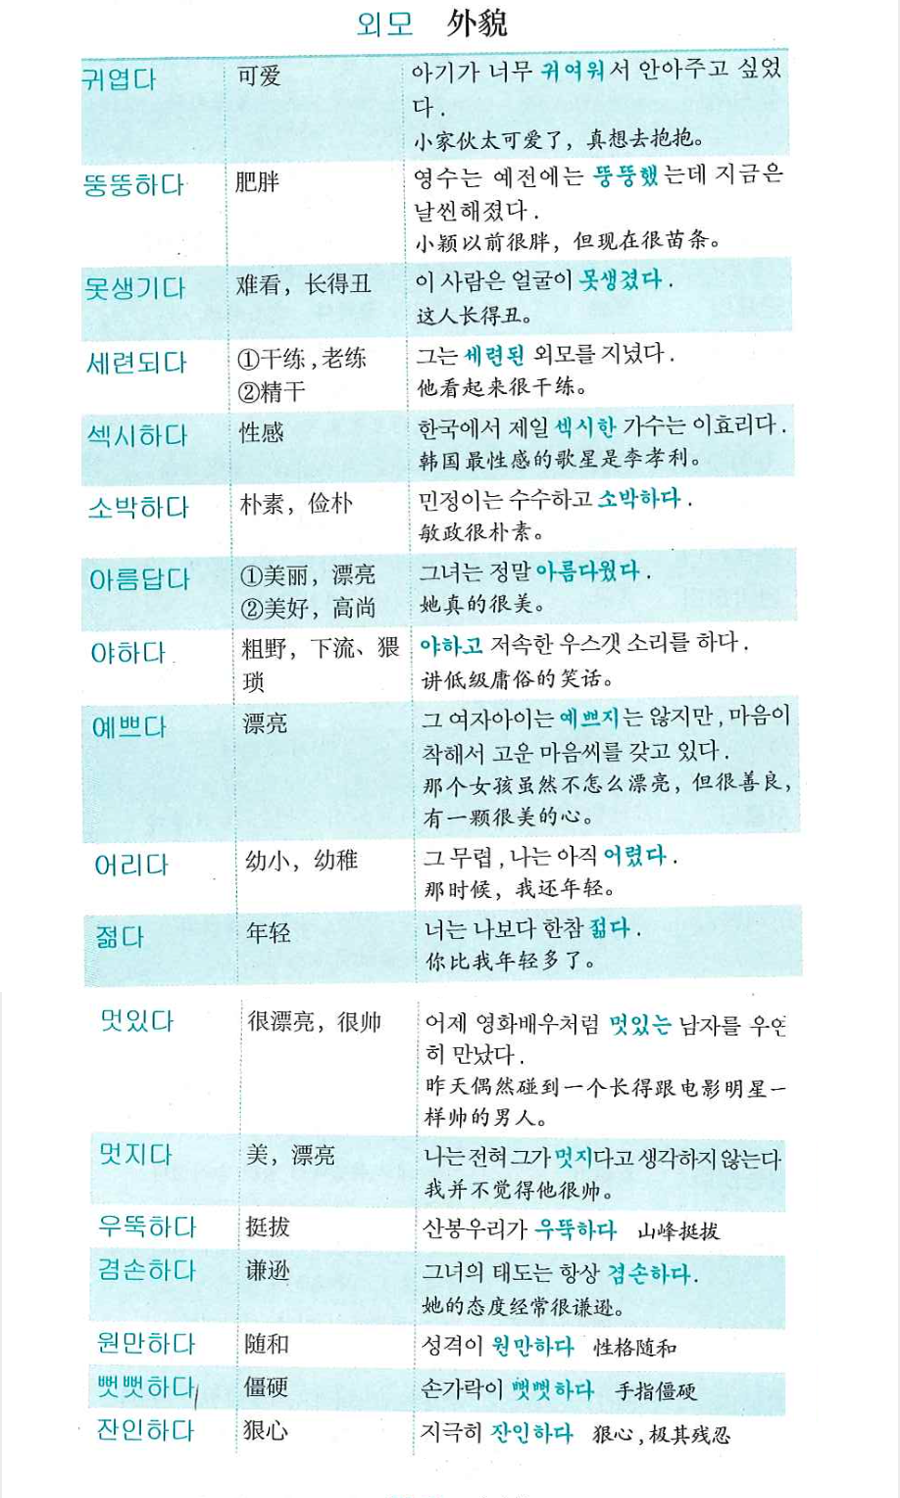 외모 外貌
귀엽다 可爱 아기가 너무 귀여워서 안아주고 싶었
다.
小家伙太可爱了，真想去抱抱。
뚱뚱하다 肥胖 영수는 예전에는 뚱뚱했는데 지금은
날씬해졌다.
小颖以前很胖，但现在很苗条。
못생기다 难看，长得丑 이 사람은 얼굴이 못생겼다.
这人长得丑。
세련되다 ①干练,老练 그는 세련된 외모를 지녔다.
②精干 他看起来很干练。
섹시하다 性感 한국에서 제일 섹시한 가수는 이효리다.
韩国最性感的歌星是李孝利。
소박하다 朴素，俭朴 민정이는 수수하고 소박하다.
敏政很朴素。
아름답다 ①美丽，漂亮 그녀는 정말 아름다웠다.
②美好，高尚 她真的很美。
야하다 粗野，下流、猥 야하고 저속한 우스갯 소리를 하다.
琐 讲低级庸俗的笑话。
예쁘다 漂亮 그 여자아이는 예쁘지는 않지만,마음이
착해서 고운 마음씨를 갖고 있다.
那个女孩虽然不怎么漂亮，但很善良，
有一颗很美的心。
어리다 幼小，幼稚 그 무렵,나는 아직 어렸다.
那时候，我还年轻。
젊다 年轻 너는 나보다 한참 젊다.
你比我年轻多了。
멋있다 很漂亮，很帅 어제 영화배우처럼 멋있는 남자를 우연
히 만났다.
昨天偶然碰到一个长得跟电影明星一
样帅的男人。
멋지다 美，漂亮 나는 전혀 그가 멋지다고 생각하지 않는다
我并不觉得他很帅。
우뚝하다 挺拔 산봉우리가 우뚝하다 山峰挺拔
겸손하다 谦逊 그녀의 태도는 항상 겸손하다.
她的态度经常很谦逊。
원만하다 随和 성격이 원만하다 性格随和
뻣뻣하다 僵硬 손가락이 뻣뻣하다 手指僵硬
잔인하다 狠心 지극히 잔인하다 狠心,极其残忍